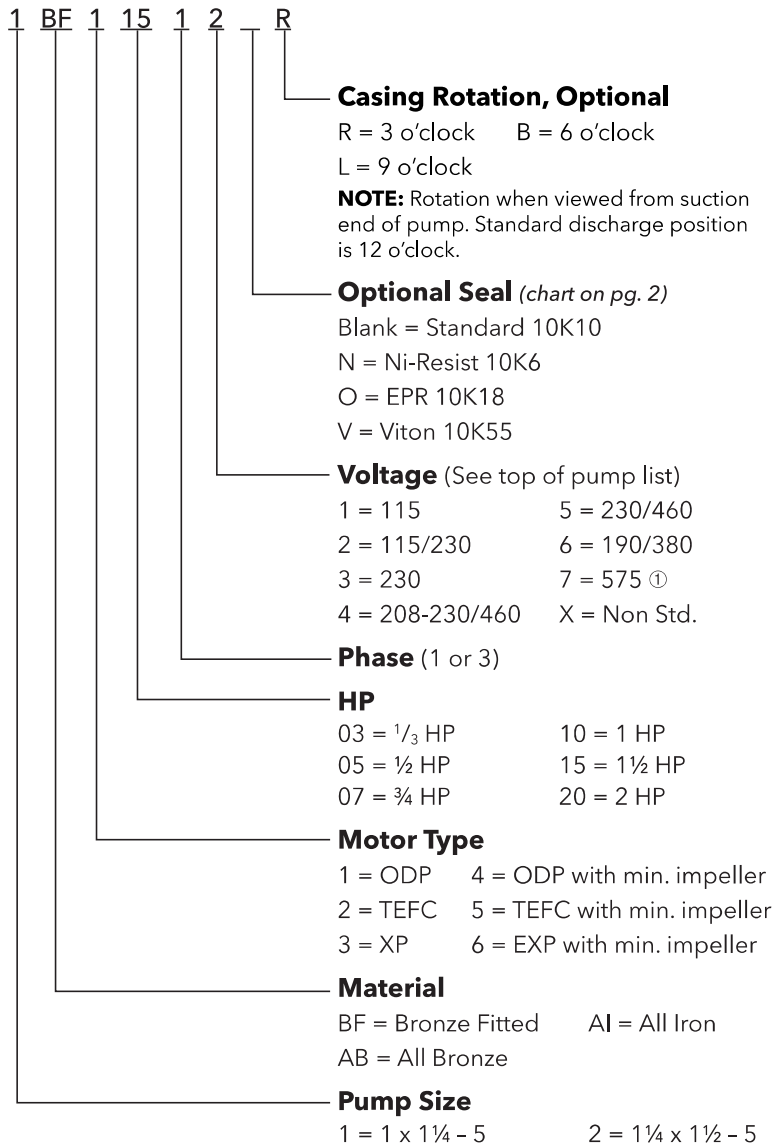 1 BF 1 15 1 2 _ R
Casing Rotation, Optional
R = 3 o’clock B = 6 o’clock
L = 9 o’clock
NOTE: Rotation when viewed from suction
end of pump. Standard discharge position
is 12 o’clock.
Optional Seal (chart on pg. 2)
Blank = Standard 10K10
N = Ni-Resist 10K6
O = EPR 10K18
V = Viton 10K55
Voltage (See top of pump list)
1 = 115 5 = 230/460
2 = 115/230 6 = 190/380
3 = 230 7 = 575 ①
4 = 208-230/460 X = Non Std.
Phase (1 or 3)
HP
03 = 1/3 HP 10 = 1 HP
05 = ½ HP 15 = 1½ HP
07 = ¾ HP 20 = 2 HP
Motor Type
1 = ODP 4 = ODP with min. impeller
2 = TEFC 5 = TEFC with min. impeller
3 = XP 6 = EXP with min. impeller
Material
BF = Bronze Fitted AI = All Iron
AB = All Bronze
Pump Size
1 = 1 x 1¼ – 5 2 = 1¼ x 1½ – 5